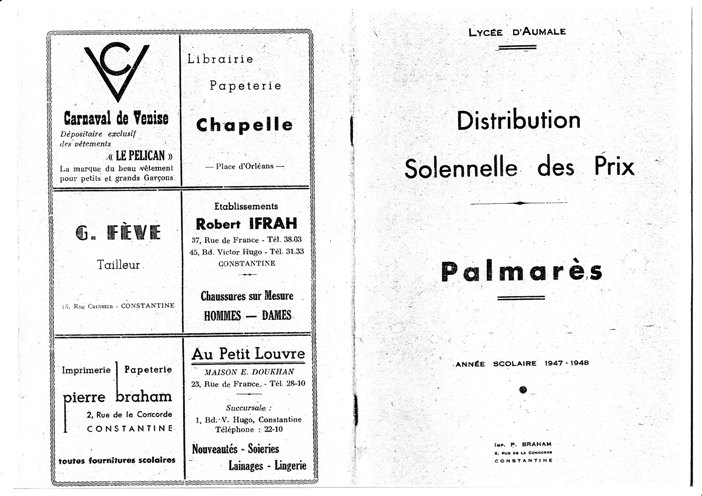 CV
Carnaval de Venise
Dépositaire exclusif
des vêtements
« LE PELICAN »
La marque du beau vêtement
pour petits et grands Garçons
Librairie
Papeterie
Chapelle
— Place d'Orléans —
G. FÈVE
Tailleur
15, Rue Caraman - CONSTANTINE
Etablissements
Robert IFRAH
37, Rue de France - Tél. 38.03
45, Bd. Victor Hugo - Tél. 31.33
CONSTANTINE
Chaussures sur Mesure
HOMMES — DAMES
Imprimerie Papeterie
pierre braham
2, Rue de la Concorde
CONSTANTINE
toutes fournitures scolaires
Au Petit Louvre
MAISON E. DOUKHAN
23, Rue de France. Tél. 28-10
Succursale :
1, Bd. V. Hugo, Constantine
Téléphone : 22-10
Nouveautés - Soieries
Lainages - Lingerie
LYCÉE D'AUMALE
Distribution
Solennelle des Prix
Palmarès
ANNÉE SCOLAIRE 1947-1948
IMP. P. BRAHAM
2, RUE DE LA CONCORDE
CONSTANTINE